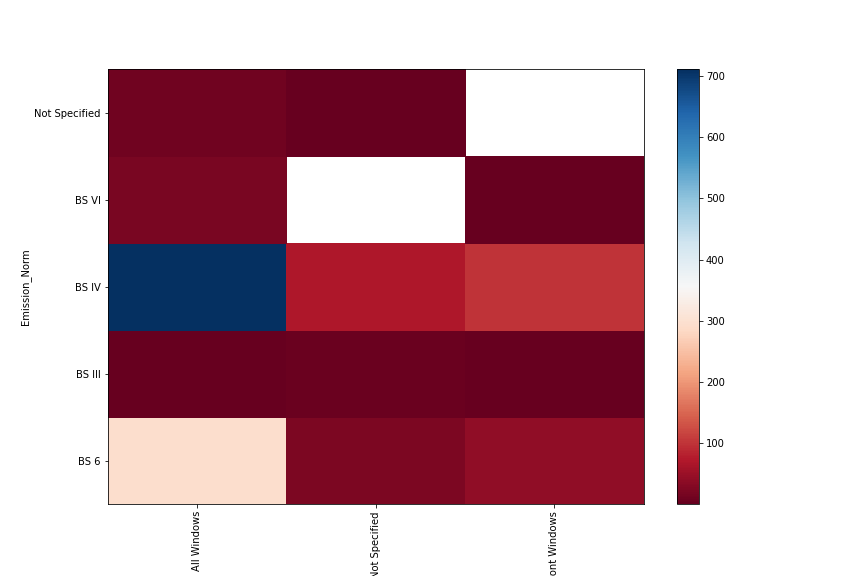 Not Specified
BS VI
BS IV
BS III
BS 6
Emission_Norm
All Windows
Not Specified
ont Windows
700
600
500
400
300
200
100